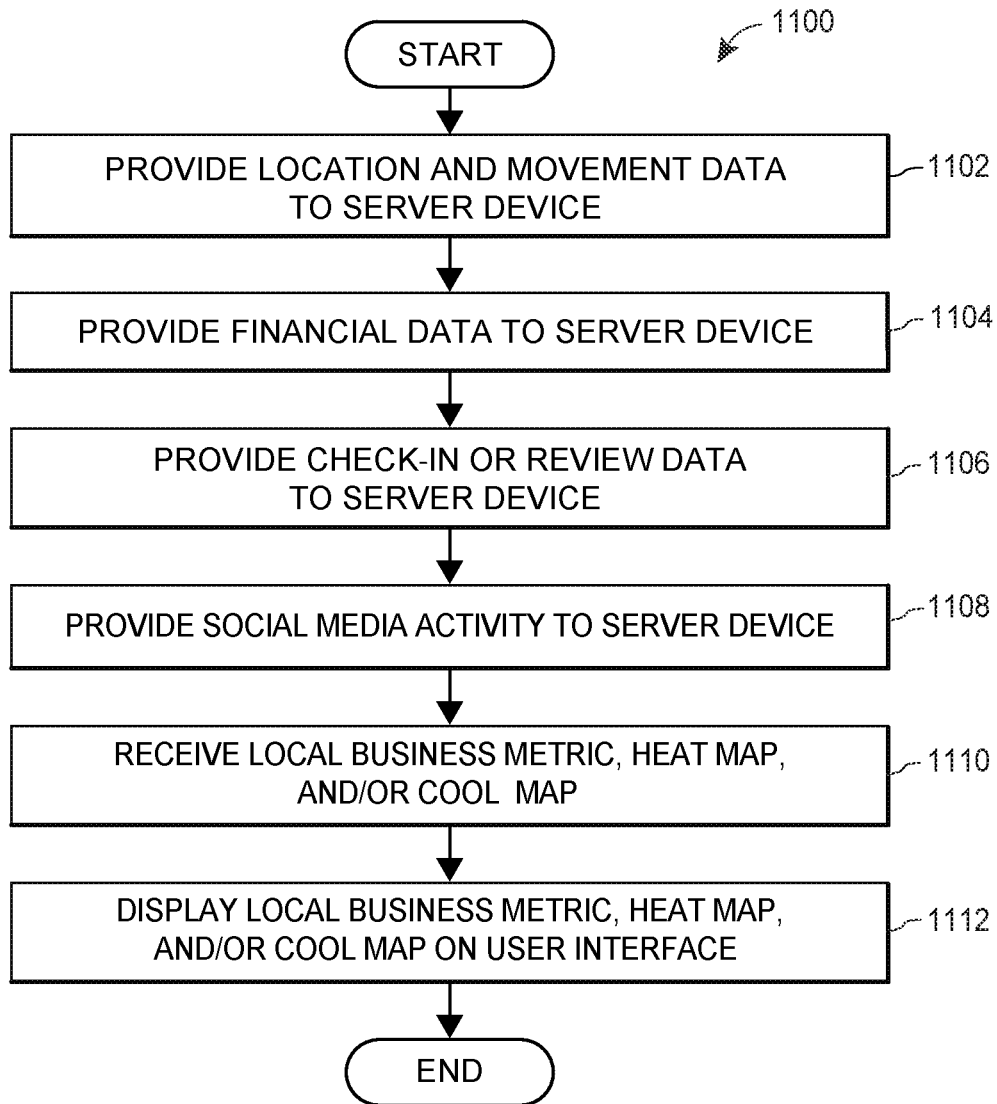 1100
START
PROVIDE LOCATION AND MOVEMENT DATA
TO SERVER DEVICE
1102
PROVIDE FINANCIAL DATA TO SERVER DEVICE
1104
PROVIDE CHECK-IN OR REVIEW DATA
TO SERVER DEVICE
1106
PROVIDE SOCIAL MEDIA ACTIVITY TO SERVER DEVICE
1108
RECEIVE LOCAL BUSINESS METRIC, HEAT MAP,
AND/OR COOL MAP
1110
DISPLAY LOCAL BUSINESS METRIC, HEAT MAP,
AND/OR COOL MAP ON USER INTERFACE
1112
END